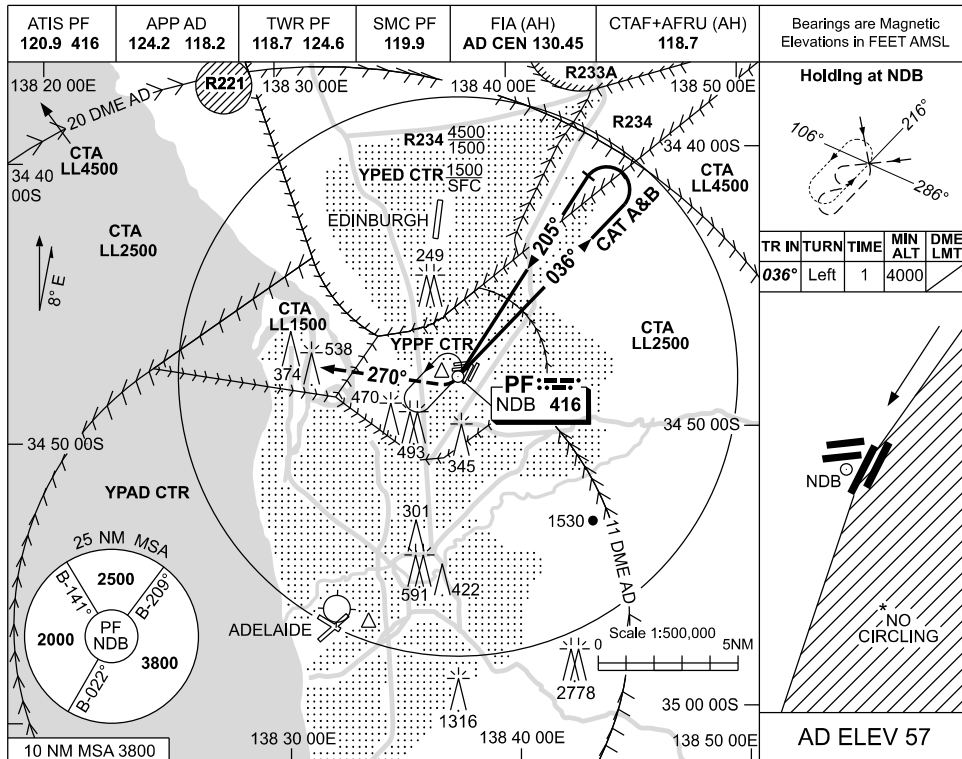 ATIS PF
120.9 416
APP AD
124.2 118.2
TWR PF
118.7 124.6
SMC PF
119.9
FIA (AH)
AD CEN 130.45
CTAF+AFRU (AH)
118.7
Bearings are Magnetic
Elevations in FEET AMSL
138 20 00E
138 30 00E
138 40 00E
138 50 00E
R221
R233A
20 DME AD
R234 4500
1500
R234
34 40 00S
CTA
LL4500
34 40
00S
CTA
LL4500
YPED CTR 1500
SFC
EDINBURGH
205°
036°
CAT A&B
CTA
LL2500
249
8° E
CTA
LL1500
CTA
LL2500
YPPF CTR
538
374
270°
PF
NDB 416
470
493
345
34 50 00S
34 50 00S
YPAD CTR
301
1530
11 DME AD
591
422
25 NM MSA
2500
B-141°
B-209°
PF
NDB
2000
3800
B-022°
ADELAIDE
Scale 1:500,000
0
5NM
2778
1316
35 00 00S
10 NM MSA 3800
138 30 00E
138 40 00E
138 50 00E
Holding at NDB
106°
216°
286°
TR IN TURN TIME MIN ALT DME LMT
036° Left 1 4000
NDB
*NO
CIRCLING
AD ELEV 57